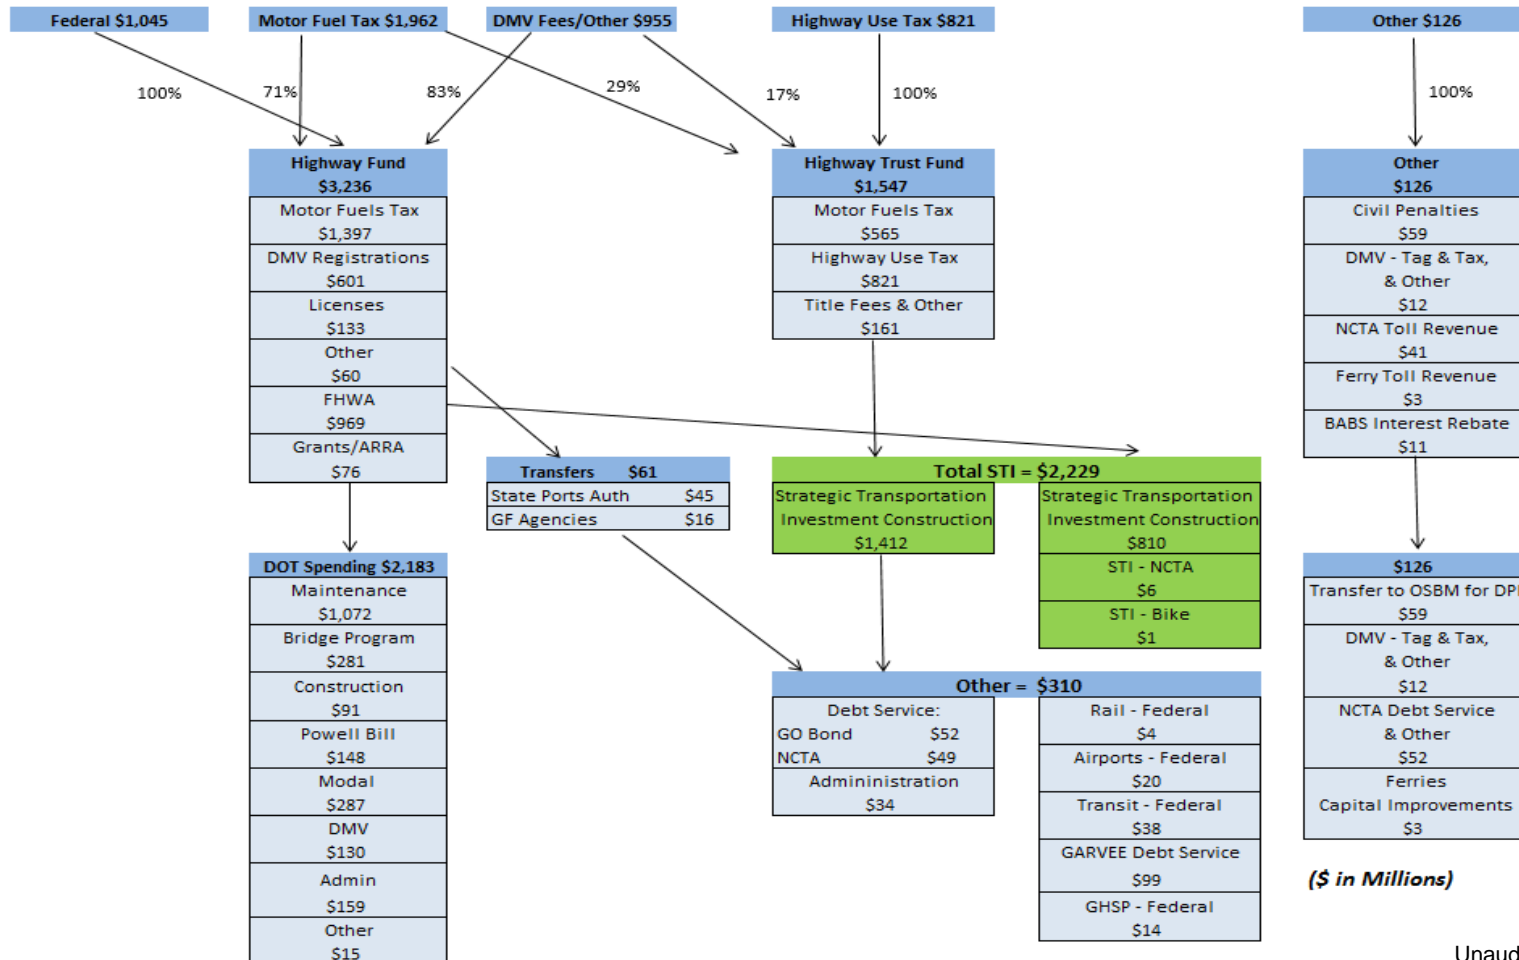 Federal $1,045
Motor Fuel Tax $1,962
DMV Fees/Other $955
Highway Use Tax $821
Other $126
100%
71%
83%
29%
17%
100%
100%
Highway Fund
$3,236
Motor Fuels Tax
$1,397
DMV Registrations
$601
Licenses
$133
Other
$60
FHWA
$969
Grants/ARRA
$76
Highway Trust Fund
$1,547
Motor Fuels Tax
$565
Highway Use Tax
$821
Title Fees & Other
$161
Other
$126
Civil Penalties
$59
DMV - Tag & Tax,
& Other
$12
NCTA Toll Revenue
$41
Ferry Toll Revenue
$3
BABS Interest Rebate
$11
Transfers $61
State Ports Auth $45
GF Agencies $16
Total STI = $2,229
Strategic Transportation
Investment Construction
$1,412
Strategic Transportation
Investment Construction
$810
STI - NCTA
$6
STI - Bike
$1
DOT Spending $2,183
Maintenance
$1,072
Bridge Program
$281
Construction
$91
Powell Bill
$148
Modal
$287
DMV
$130
Admin
$159
Other
$15
Other = $310
Debt Service:
GO Bond $52
NCTA $49
Admininistration
$34
Rail - Federal
$4
Airports - Federal
$20
Transit - Federal
$38
GARVEE Debt Service
$99
GHSP - Federal
$14
$126
Transfer to OSBM for DP
$59
DMV - Tag & Tax,
& Other
$12
NCTA Debt Service
& Other
$52
Ferries
Capital Improvements
$3
($ in Millions)
Unaud